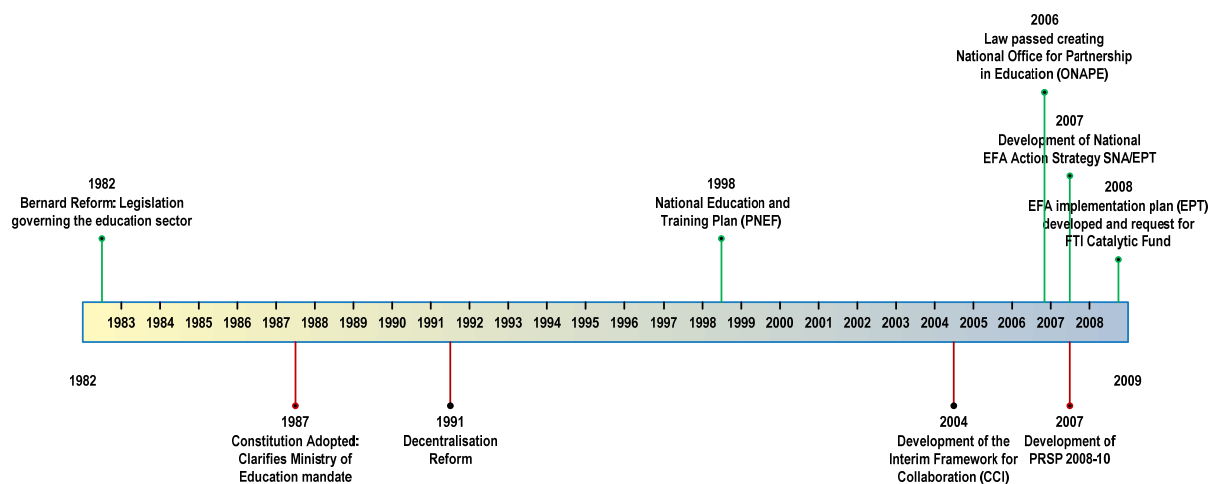 2006
Law passed creating
National Office for Partnership
in Education (ONAPE)
2007
Development of National
EFA Action Strategy SNA/EPT
1982
Bernard Reform: Legislation
governing the education sector
1998
National Education and
Training Plan (PNEF)
2008
EFA implementation plan (EPT)
developed and request for
FTI Catalytic Fund
1983 1984 1985 1986 1987 1988 1989 1990 1991 1992 1993 1994 1995 1996 1997 1998 1999 2000 2001 2002 2003 2004 2005 2006 2007 2008
1982
2009
1987
Constitution Adopted:
Clarifies Ministry of
Education mandate
1991
Decentralisation
Reform
2004
Development of the
Interim Framework for
Collaboration (CCI)
2007
Development of
PRSP 2008-10